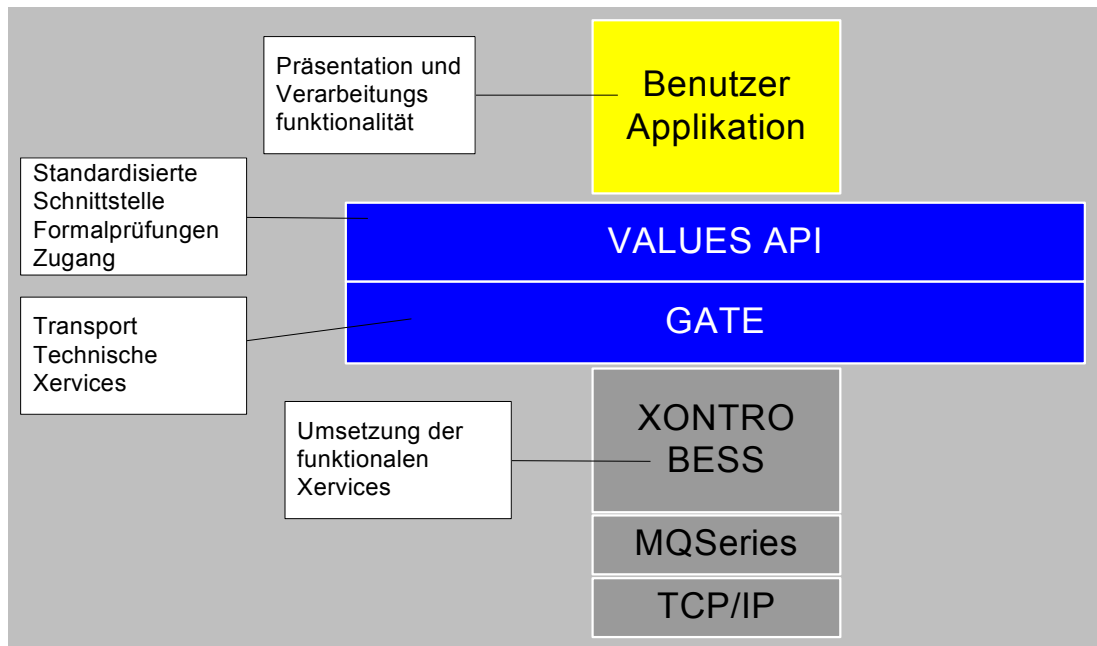 Präsentation und
Verarbeitungs
funktionalität
Benutzer
Applikation
Standardisierte
Schnittstelle
Formalprüfungen
Zugang
VALUES API
Transport
Technische
Xervices
GATE
Umsetzung der
funktionalen
Xervices
XONTRO
BESS
MQSeries
TCP/IP